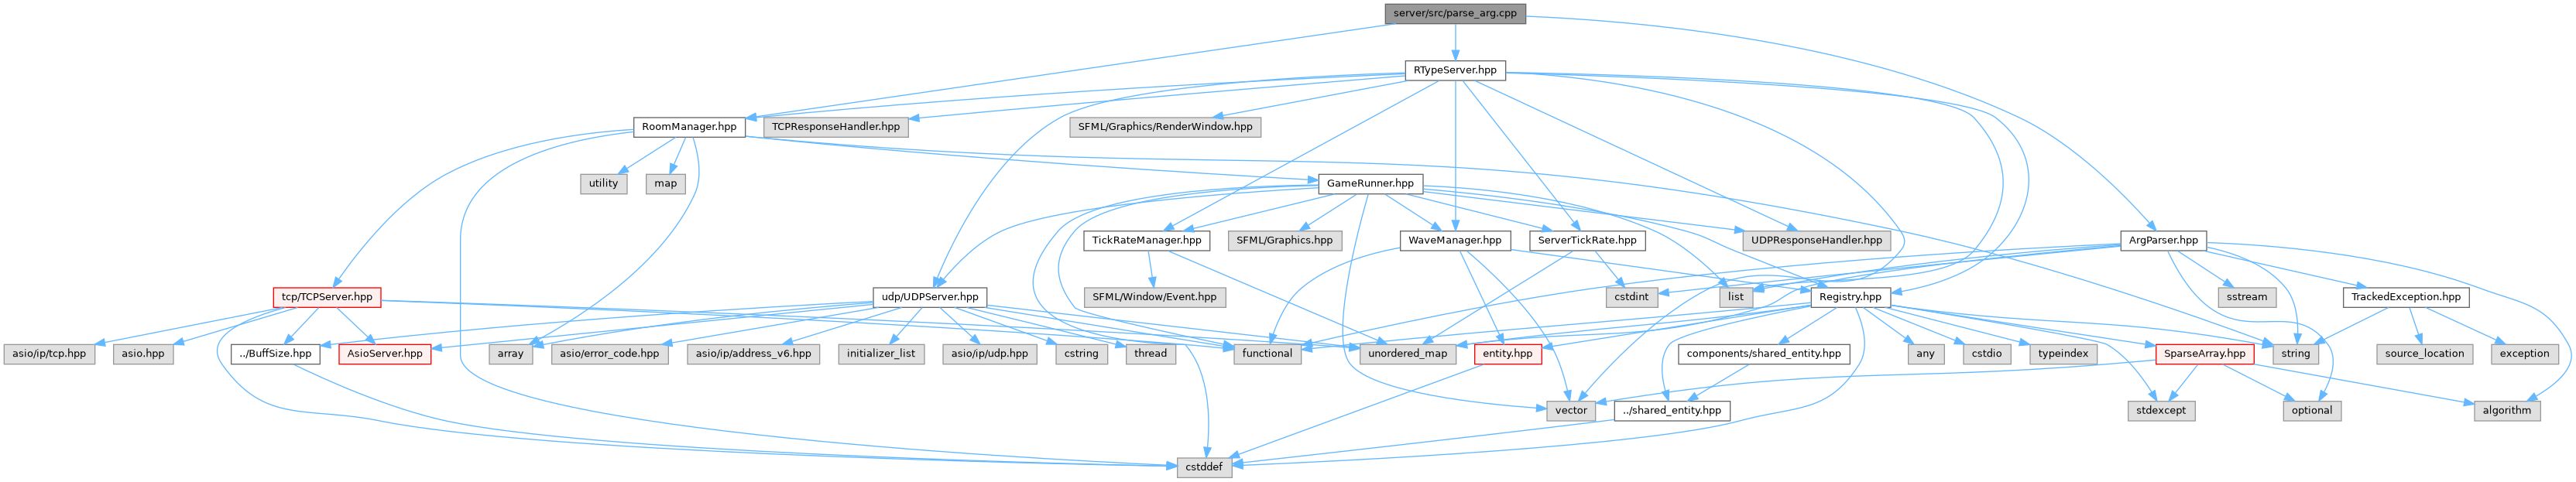 server/src/parse_arg.cpp
RTypeServer.hpp
RoomManager.hpp
TCPResponseHandler.hpp
SFML/Graphics/RenderWindow.hpp
utility
map
GameRunner.hpp
TickRateManager.hpp
SFML/Graphics.hpp
WaveManager.hpp
ServerTickRate.hpp
UDPResponseHandler.hpp
ArgParser.hpp
tcp/TCPServer.hpp
udp/UDPServer.hpp
SFML/Window/Event.hpp
cstdint
list
Registry.hpp
sstream
TrackedException.hpp
asio/ip/tcp.hpp
asio.hpp
../BuffSize.hpp
AsioServer.hpp
array
asio/error_code.hpp
asio/ip/address_v6.hpp
initializer_list
asio/ip/udp.hpp
cstring
thread
functional
unordered_map
entity.hpp
components/shared_entity.hpp
any
cstdio
typeindex
SparseArray.hpp
string
source_location
exception
vector
../shared_entity.hpp
stdexcept
optional
algorithm
cstddef